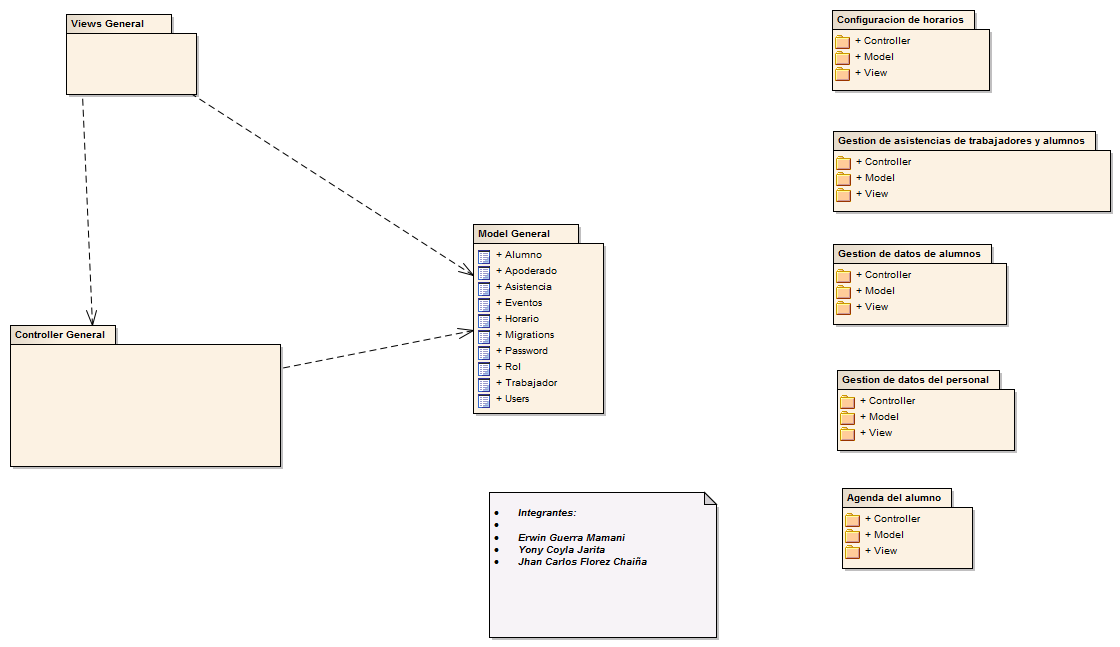 Views General
Controller General
Model General
+ Alumno
+ Apoderado
+ Asistencia
+ Eventos
+ Horario
+ Migrations
+ Password
+ Rol
+ Trabajador
+ Users
• Integrantes:
•
• Erwin Guerra Mamani
• Yony Coyla Jarita
• Jhan Carlos Florez Chaiña
Configuracion de horarios
+ Controller
+ Model
+ View
Gestion de asistencias de trabajadores y alumnos
+ Controller
+ Model
+ View
Gestion de datos de alumnos
+ Controller
+ Model
+ View
Gestion de datos del personal
+ Controller
+ Model
+ View
Agenda del alumno
+ Controller
+ Model
+ View